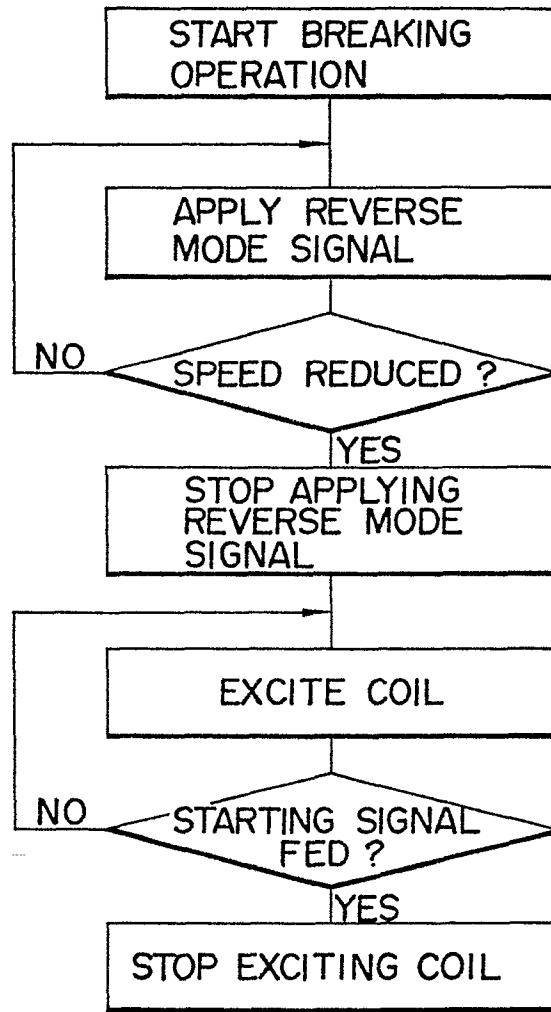 START BREAKING
OPERATION
APPLY REVERSE
MODE SIGNAL
NO
SPEED REDUCED ?
YES
STOP APPLYING
REVERSE MODE
SIGNAL
EXCITE COIL
NO
STARTING SIGNAL
FED ?
YES
STOP EXCITING COIL